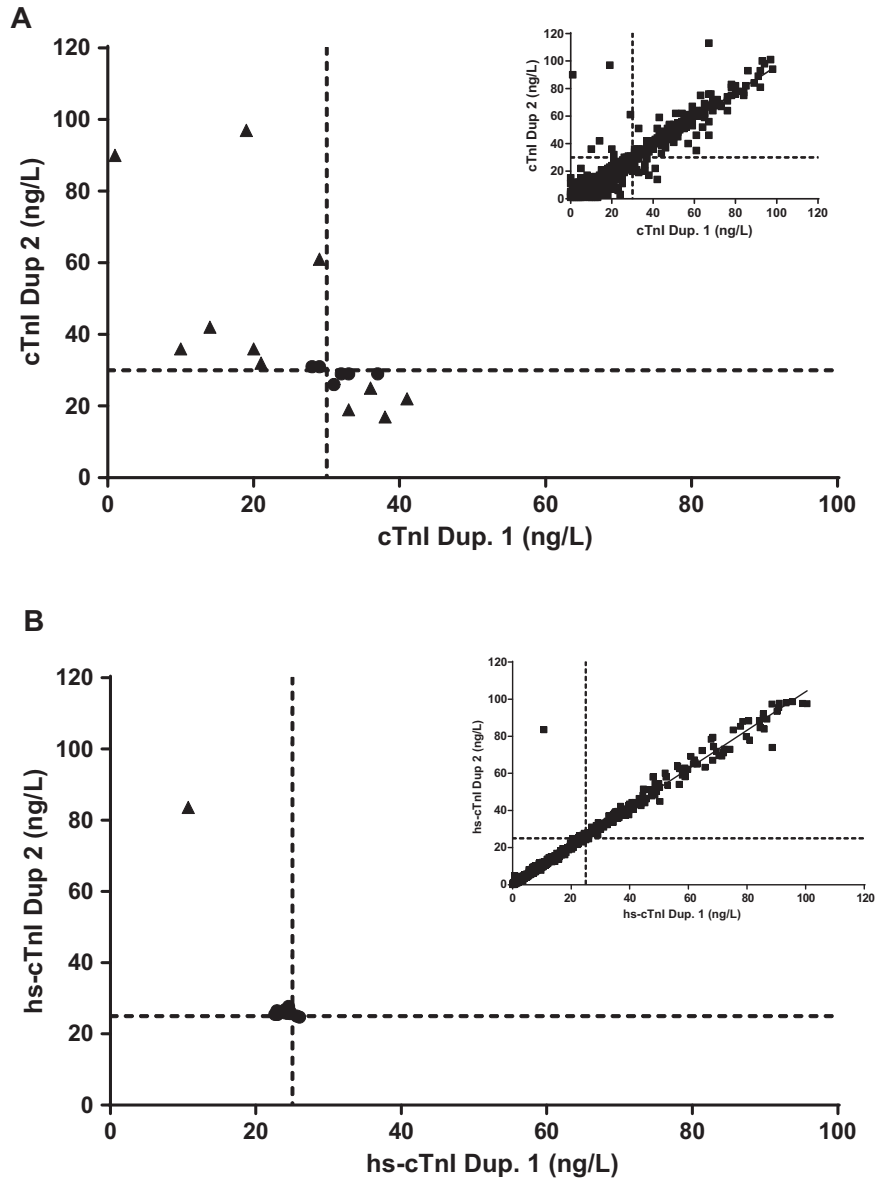 A
cTnI Dup 2 (ng/L)
120
100
80
60
40
20
0
0 20 40 60 80 100
cTnI Dup. 1 (ng/L)
cTnI Dup 2 (ng/L)
120
100
80
60
40
20
0
0 20 40 60 80 100 120
cTnI Dup. 1 (ng/L)
B
hs-cTnI Dup 2 (ng/L)
120
100
80
60
40
20
0
0 20 40 60 80 100
hs-cTnI Dup. 1 (ng/L)
hs-cTnI Dup 2 (ng/L)
120
100
80
60
40
20
0
0 20 40 60 80 100 120
hs-cTnI Dup. 1 (ng/L)